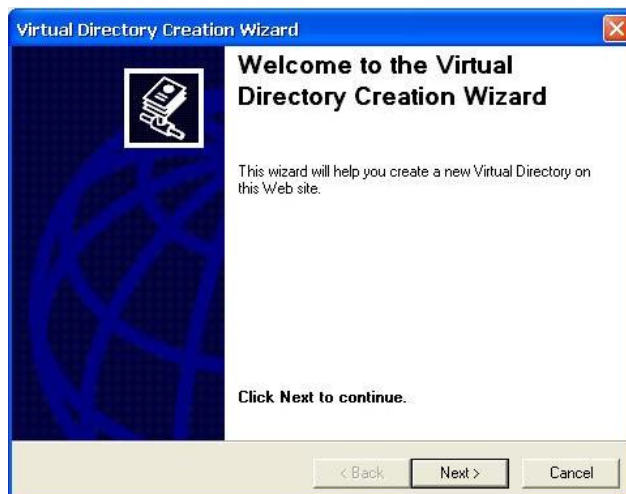 Virtual Directory Creation Wizard
Welcome to the Virtual
Directory Creation Wizard
This wizard will help you create a new Virtual Directory on
this Web site.
Click Next to continue.
< Back
Next >
Cancel